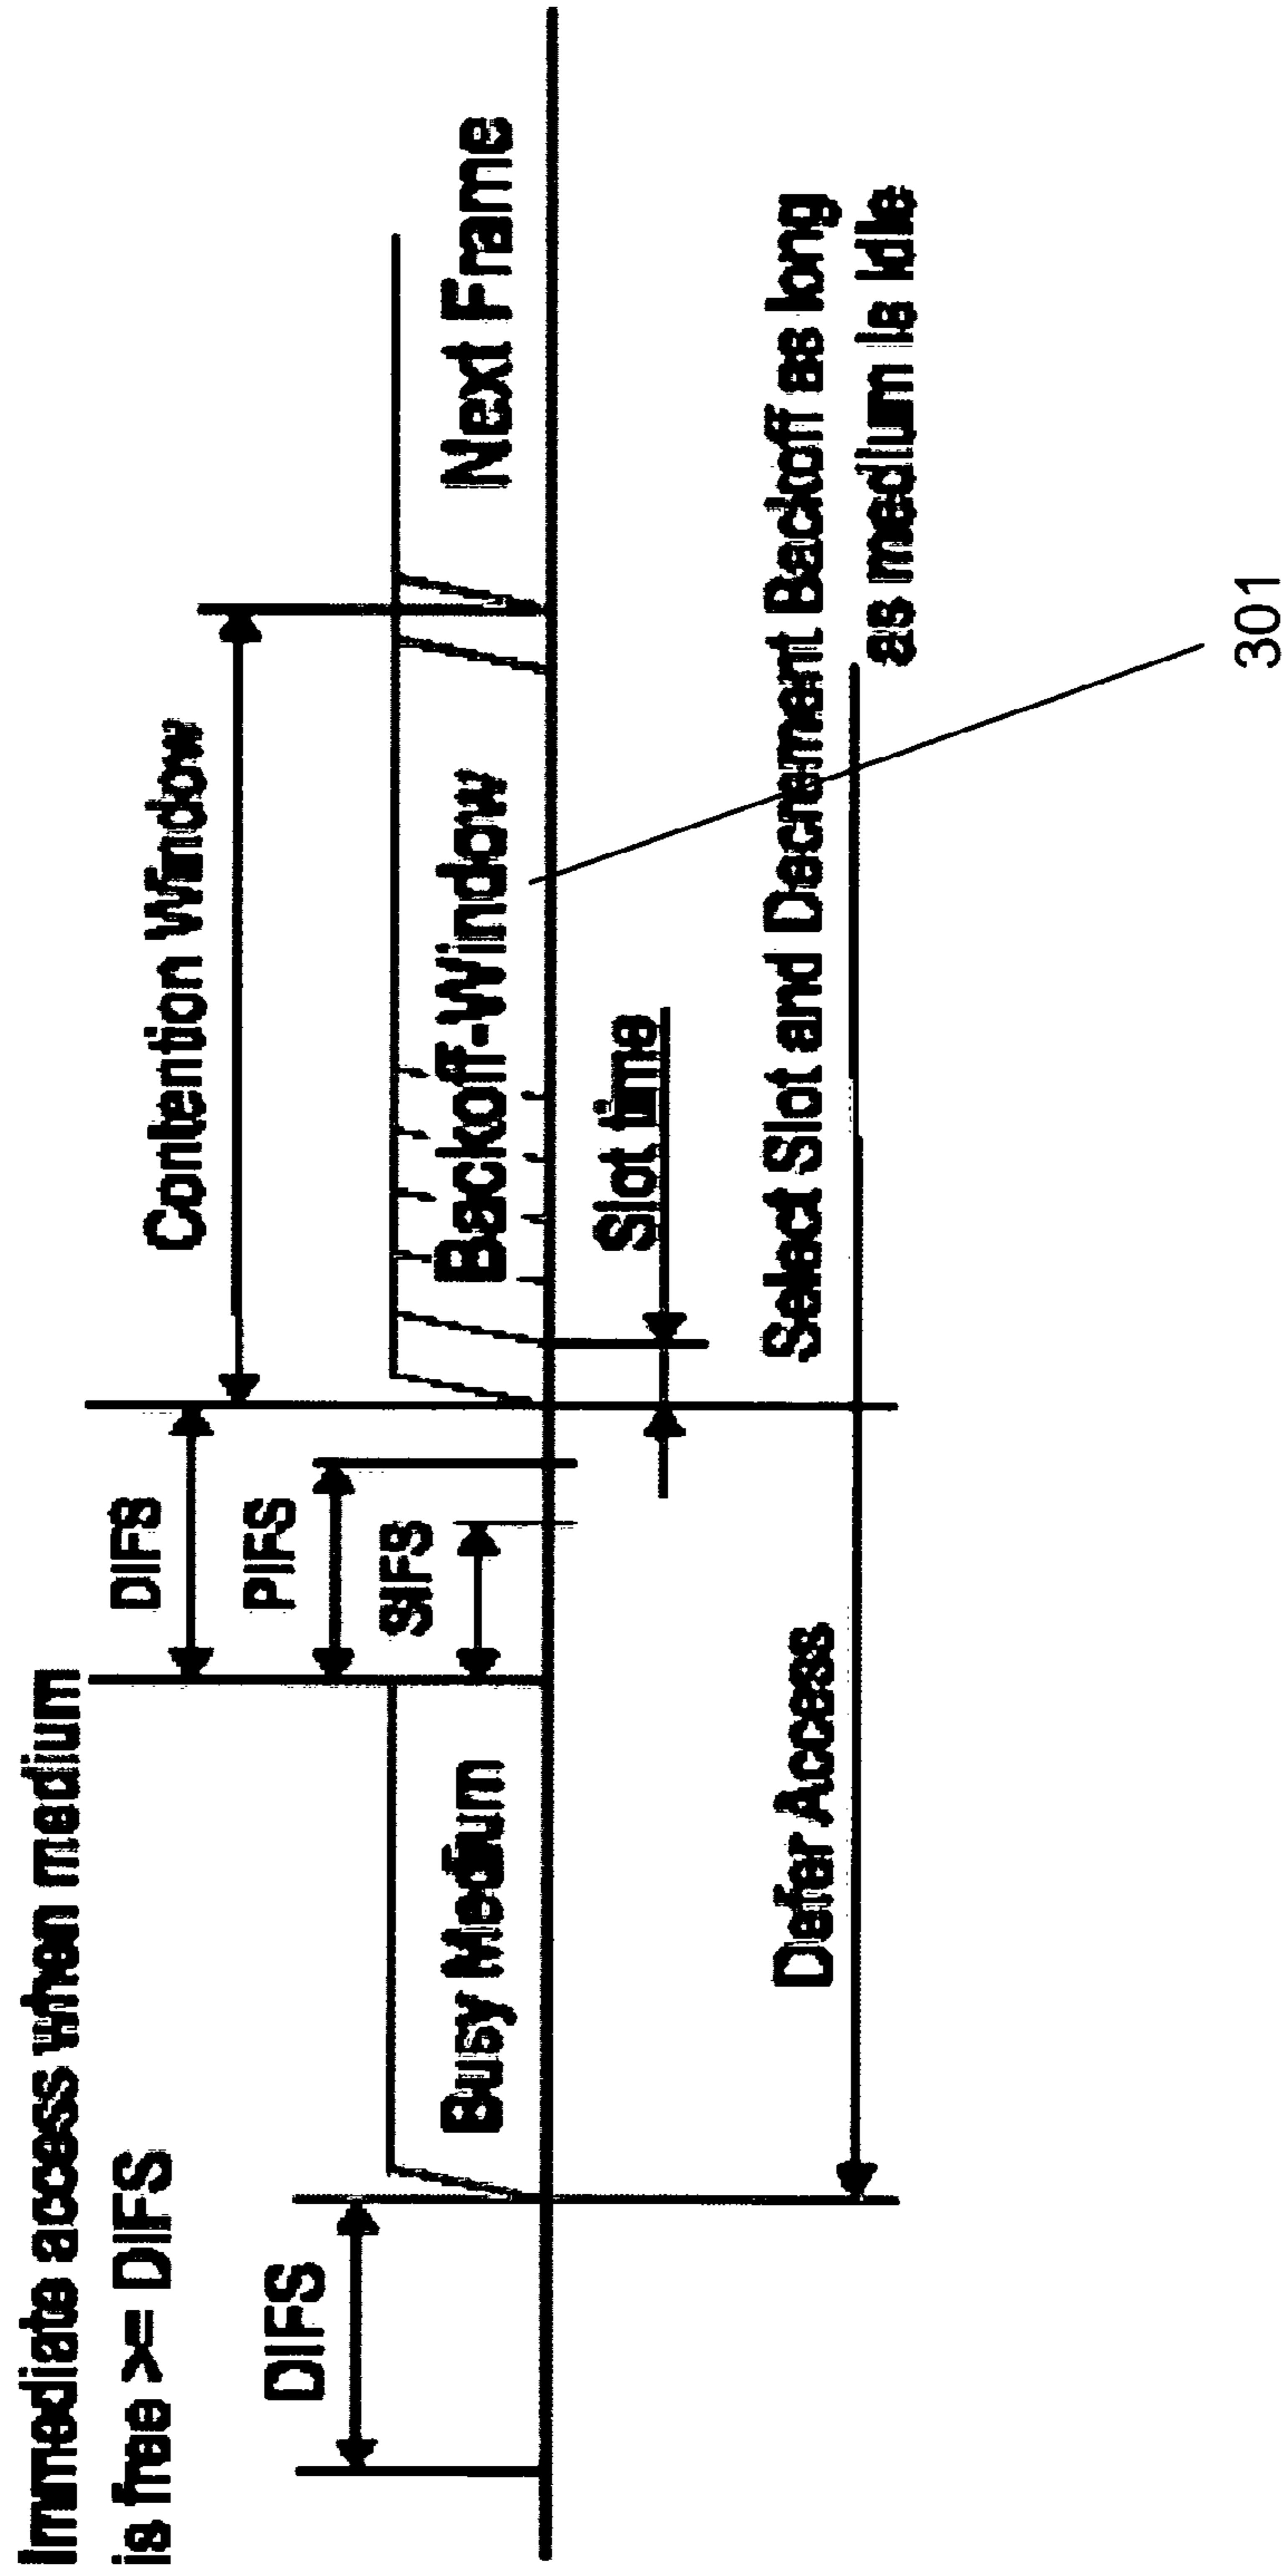 Immediate access when medium
is free >= DIFS
DIFS
DIFS
PIFS
SIFS
Contention Window
Busy Medium
Backoff-Window
Next Frame
Slot time
Defer Access
Select Slot and Decrement Backoff as long
as medium is idle
301